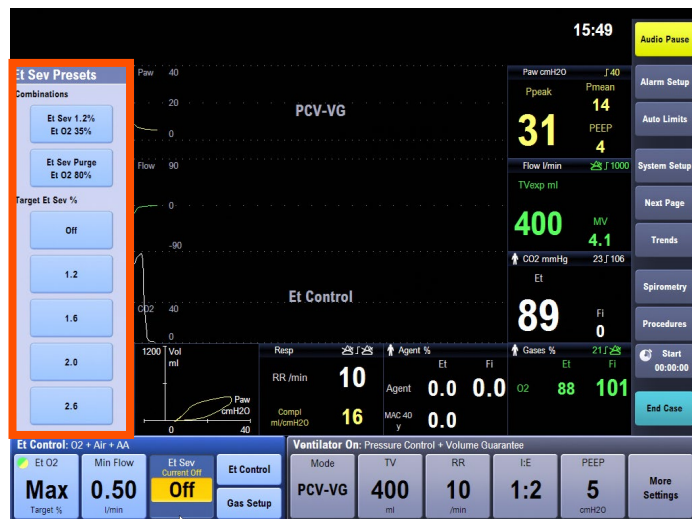 15:49
Audio Pause
Et Sev Presets
Combinations
Et Sev 1.2%
Et O2 35%
Et Sev Purge
Et O2 80%
Target Et Sev %
Off
1.2
1.6
2.0
2.6
Paw 40
20
0
PCV-VG
Flow 90
0
-90
Et Control
CO2 40
0
Paw cmH2O 40
Ppeak
31
Pmean
14
PEEP
4
Flow l/min 1000
TVexp ml
400
MV
4.1
CO2 mmHg 23 106
Et
89
Fi
0
Alarm Setup
Auto Limits
System Setup
Next Page
Trends
Spirometry
Procedures
Start
00:00:00
End Case
1200 Vol
ml
Paw
cmH2O
0 40
Resp
RR /min 10
Compl
ml/cmH2O 16
Agent %
Et Fi
Agent 0.0 0.0
MAC 40
y 0.0
Gases % 21
Et Fi
O2 88 101
Et Control: O2 + Air + AA
Et O2
Max
Target %
Min Flow
0.50
l/min
Et Sev
Current Off
Off
Et Control
Gas Setup
Ventilator On: Pressure Control + Volume Guarantee
Mode
PCV-VG
TV
400
ml
RR
10
/min
I:E
1:2
PEEP
5
cmH2O
More
Settings